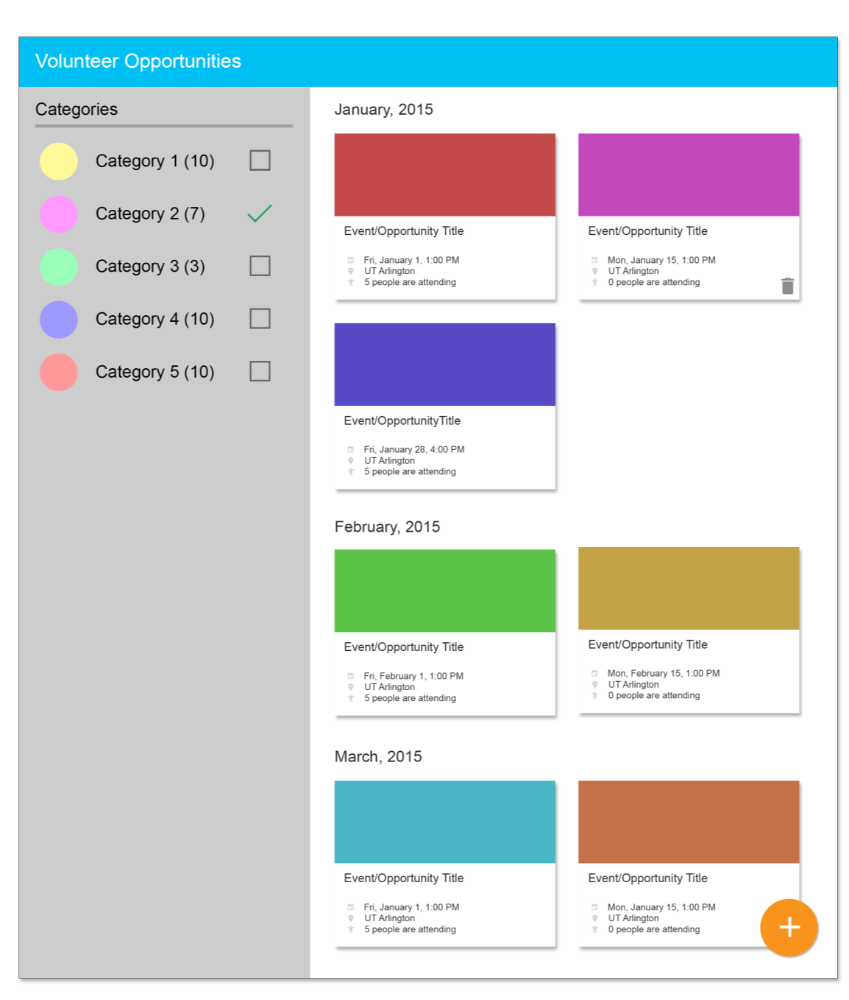 Volunteer Opportunities
Categories
Category 1 (10)
Category 2 (7)
Category 3 (3)
Category 4 (10)
Category 5 (10)
January, 2015
Event/Opportunity Title
Fri, January 1, 1:00 PM
UT Arlington
5 people are attending
Event/Opportunity Title
Mon, January 15, 1:00 PM
UT Arlington
0 people are attending
Event/OpportunityTitle
Fri, January 28, 4:00 PM
UT Arlington
5 people are attending
February, 2015
Event/Opportunity Title
Fri, February 1, 1:00 PM
UT Arlington
5 people are attending
Event/Opportunity Title
Mon, February 15, 1:00 PM
UT Arlington
0 people are attending
March, 2015
Event/Opportunity Title
Fri, January 1, 1:00 PM
UT Arlington
5 people are attending
Event/Opportunity Title
Mon, January 15, 1:00 PM
UT Arlington
0 people are attending